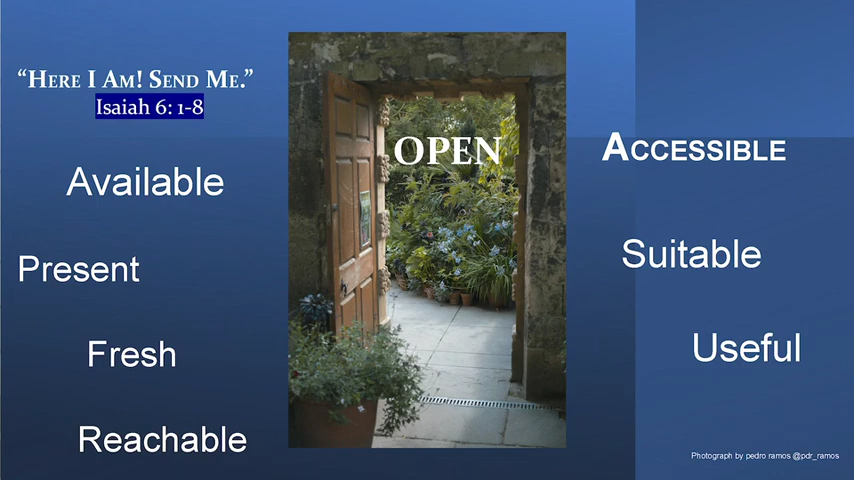 “Here I Am! Send Me.”
Isaiah 6: 1-8
Available
Present
Fresh
Reachable
OPEN
Accessible
Suitable
Useful
Photograph by pedro ramos @pdr_ramos